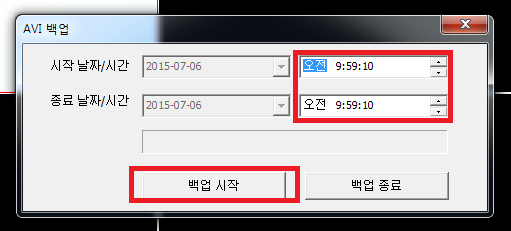 AVI 백업
시작 날짜/시간 2015-07-06 오전 9:59:10
종료 날짜/시간 2015-07-06 오전 9:59:10
백업 시작 백업 종료